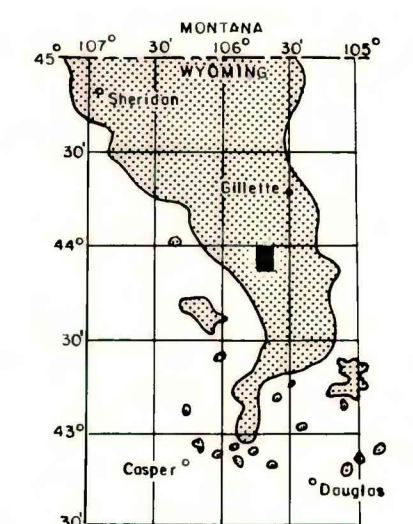 MONTANA
107° 30' 106° 30' 105°
45°
WYOMING
Sheridan
30'
Gillette
44°
30'
43°
Casper
Douglas
30'